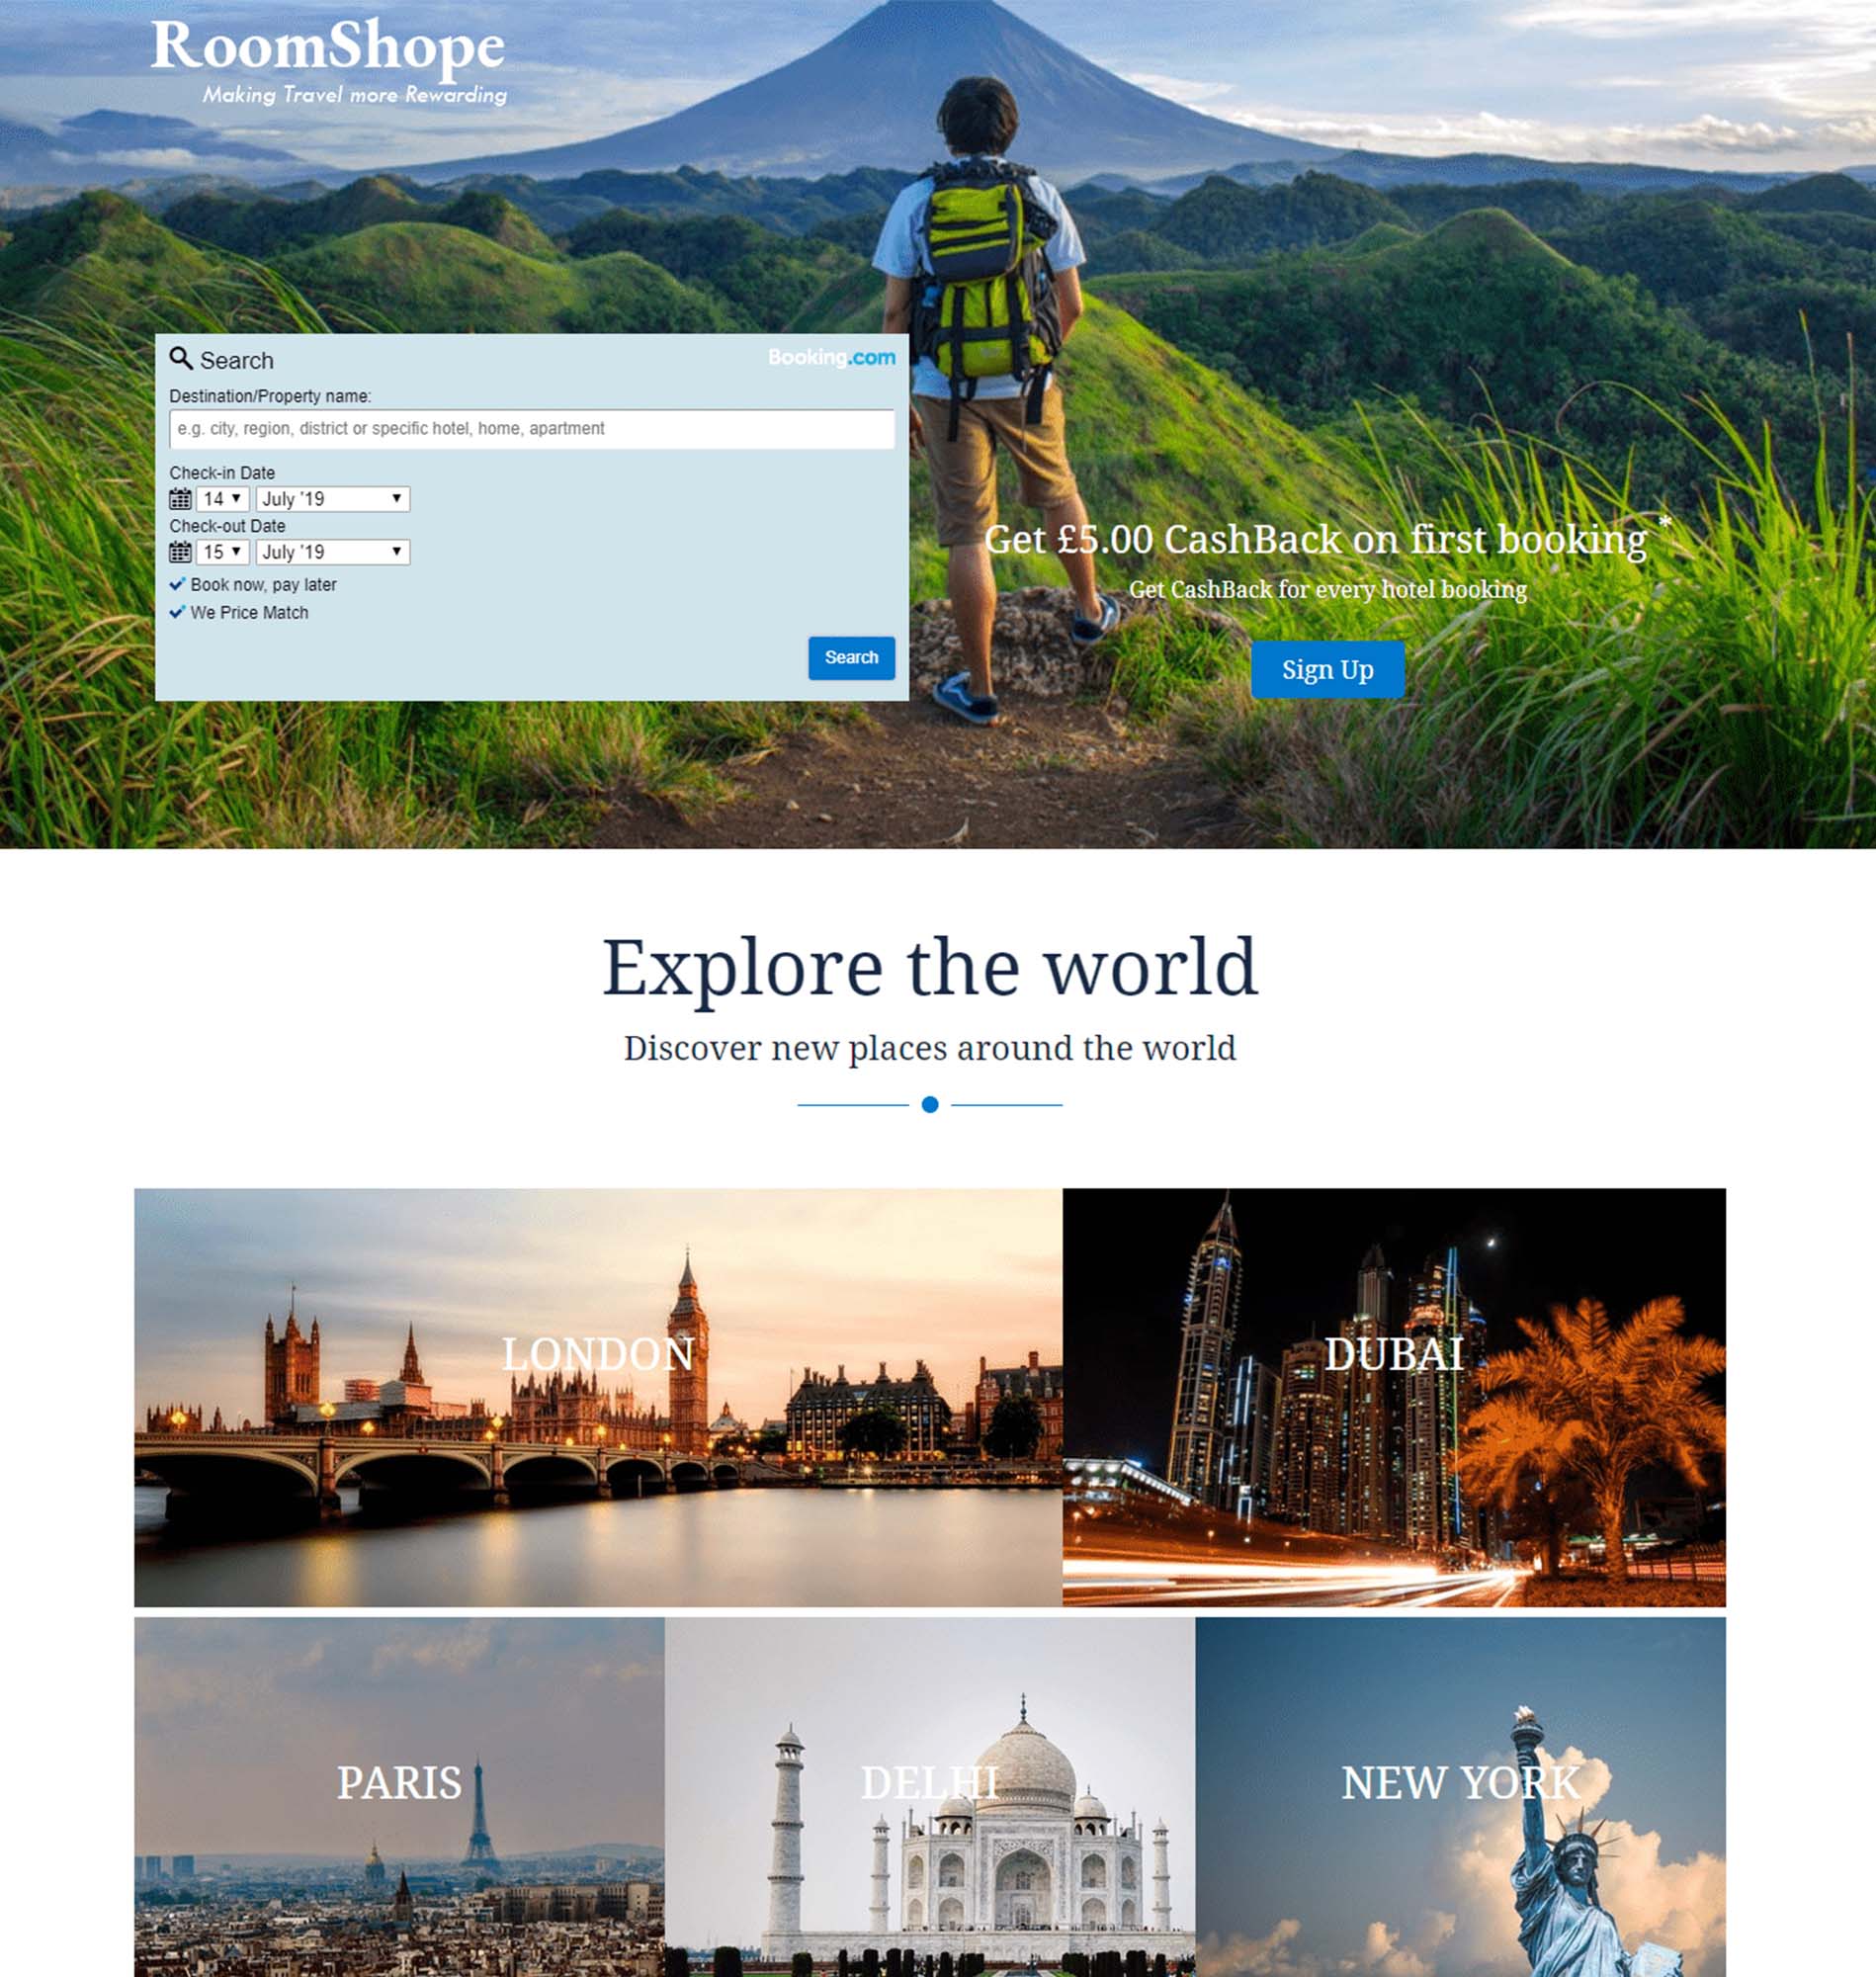 RoomShope
Making Travel more Rewarding
Search
Booking.com
Destination/Property name:
e.g. city, region, district or specific hotel, home, apartment
Check-in Date
14 ▼ July '19 ▼
Check-out Date
15 ▼ July '19 ▼
Book now, pay later
We Price Match
Search
Get £5.00 CashBack on first booking *
Get CashBack for every hotel booking
Sign Up
Explore the world
Discover new places around the world
LONDON
DUBAI
PARIS
DELHI
NEW YORK